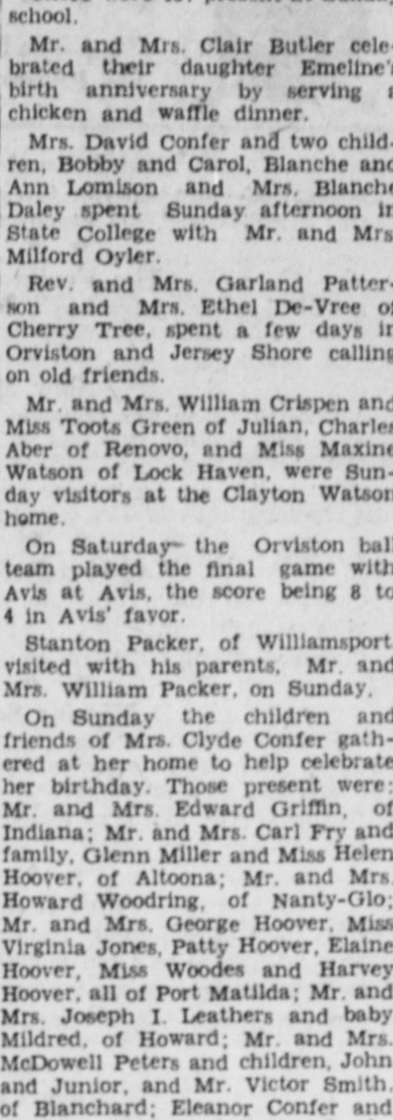 school.
Mr. and Mrs. Clair Butler cele-
brated their daughter Emeline's
birth anniversary by serving a
chicken and waffle dinner.
Mrs. David Confer and two child-
ren, Bobby and Carol, Blanche and
Ann Lomison and Mrs. Blanche
Daley spent Sunday afternoon in
State College with Mr. and Mrs.
Milford Oyler.
Rev. and Mrs. Garland Patter-
son and Mrs. Ethel De-Vree of
Cherry Tree, spent a few days in
Orviston and Jersey Shore calling
on old friends.
Mr. and Mrs. William Crispen and
Miss Toots Green of Julian, Charles
Aber of Renovo, and Miss Maxine
Watson of Lock Haven, were Sun-
day visitors at the Clayton Watson
home.
On Saturday the Orviston ball
team played the final game with
Avis at Avis, the score being 8 to
4 in Avis' favor.
Stanton Packer, of Williamsport
visited with his parents, Mr. and
Mrs. William Packer, on Sunday.
On Sunday the children and
friends of Mrs. Clyde Confer gath-
ered at her home to help celebrate
her birthday. Those present were:
Mr. and Mrs. Edward Griffin, of
Indiana; Mr. and Mrs. Carl Fry and
family, Glenn Miller and Miss Helen
Hoover, of Altoona; Mr. and Mrs.
Howard Woodring, of Nanty-Glo;
Mr. and Mrs. George Hoover, Miss
Virginia Jones, Patty Hoover, Elaine
Hoover, Miss Woodes and Harvey
Hoover, all of Port Matilda; Mr. and
Mrs. Joseph I. Leathers and baby
Mildred, of Howard; Mr. and Mrs.
McDowell Peters and children, John
and Junior, and Mr. Victor Smith,
of Blanchard; Eleanor Confer and